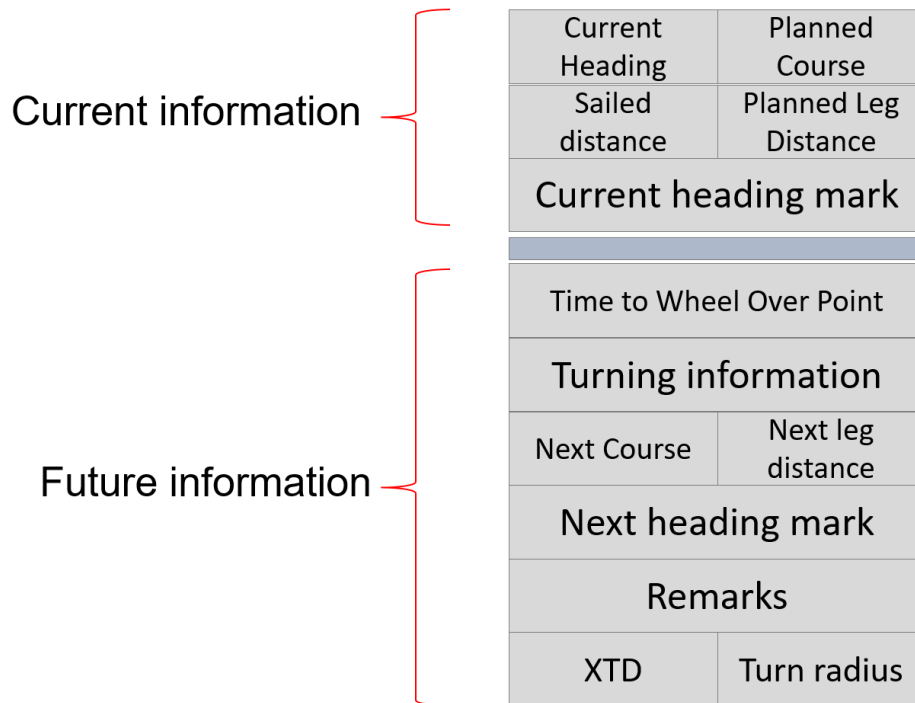 Current information
Current
Heading
Planned
Course
Sailed
distance
Planned Leg
Distance
Current heading mark
Future information
Time to Wheel Over Point
Turning information
Next Course
Next leg
distance
Next heading mark
Remarks
XTD
Turn radius